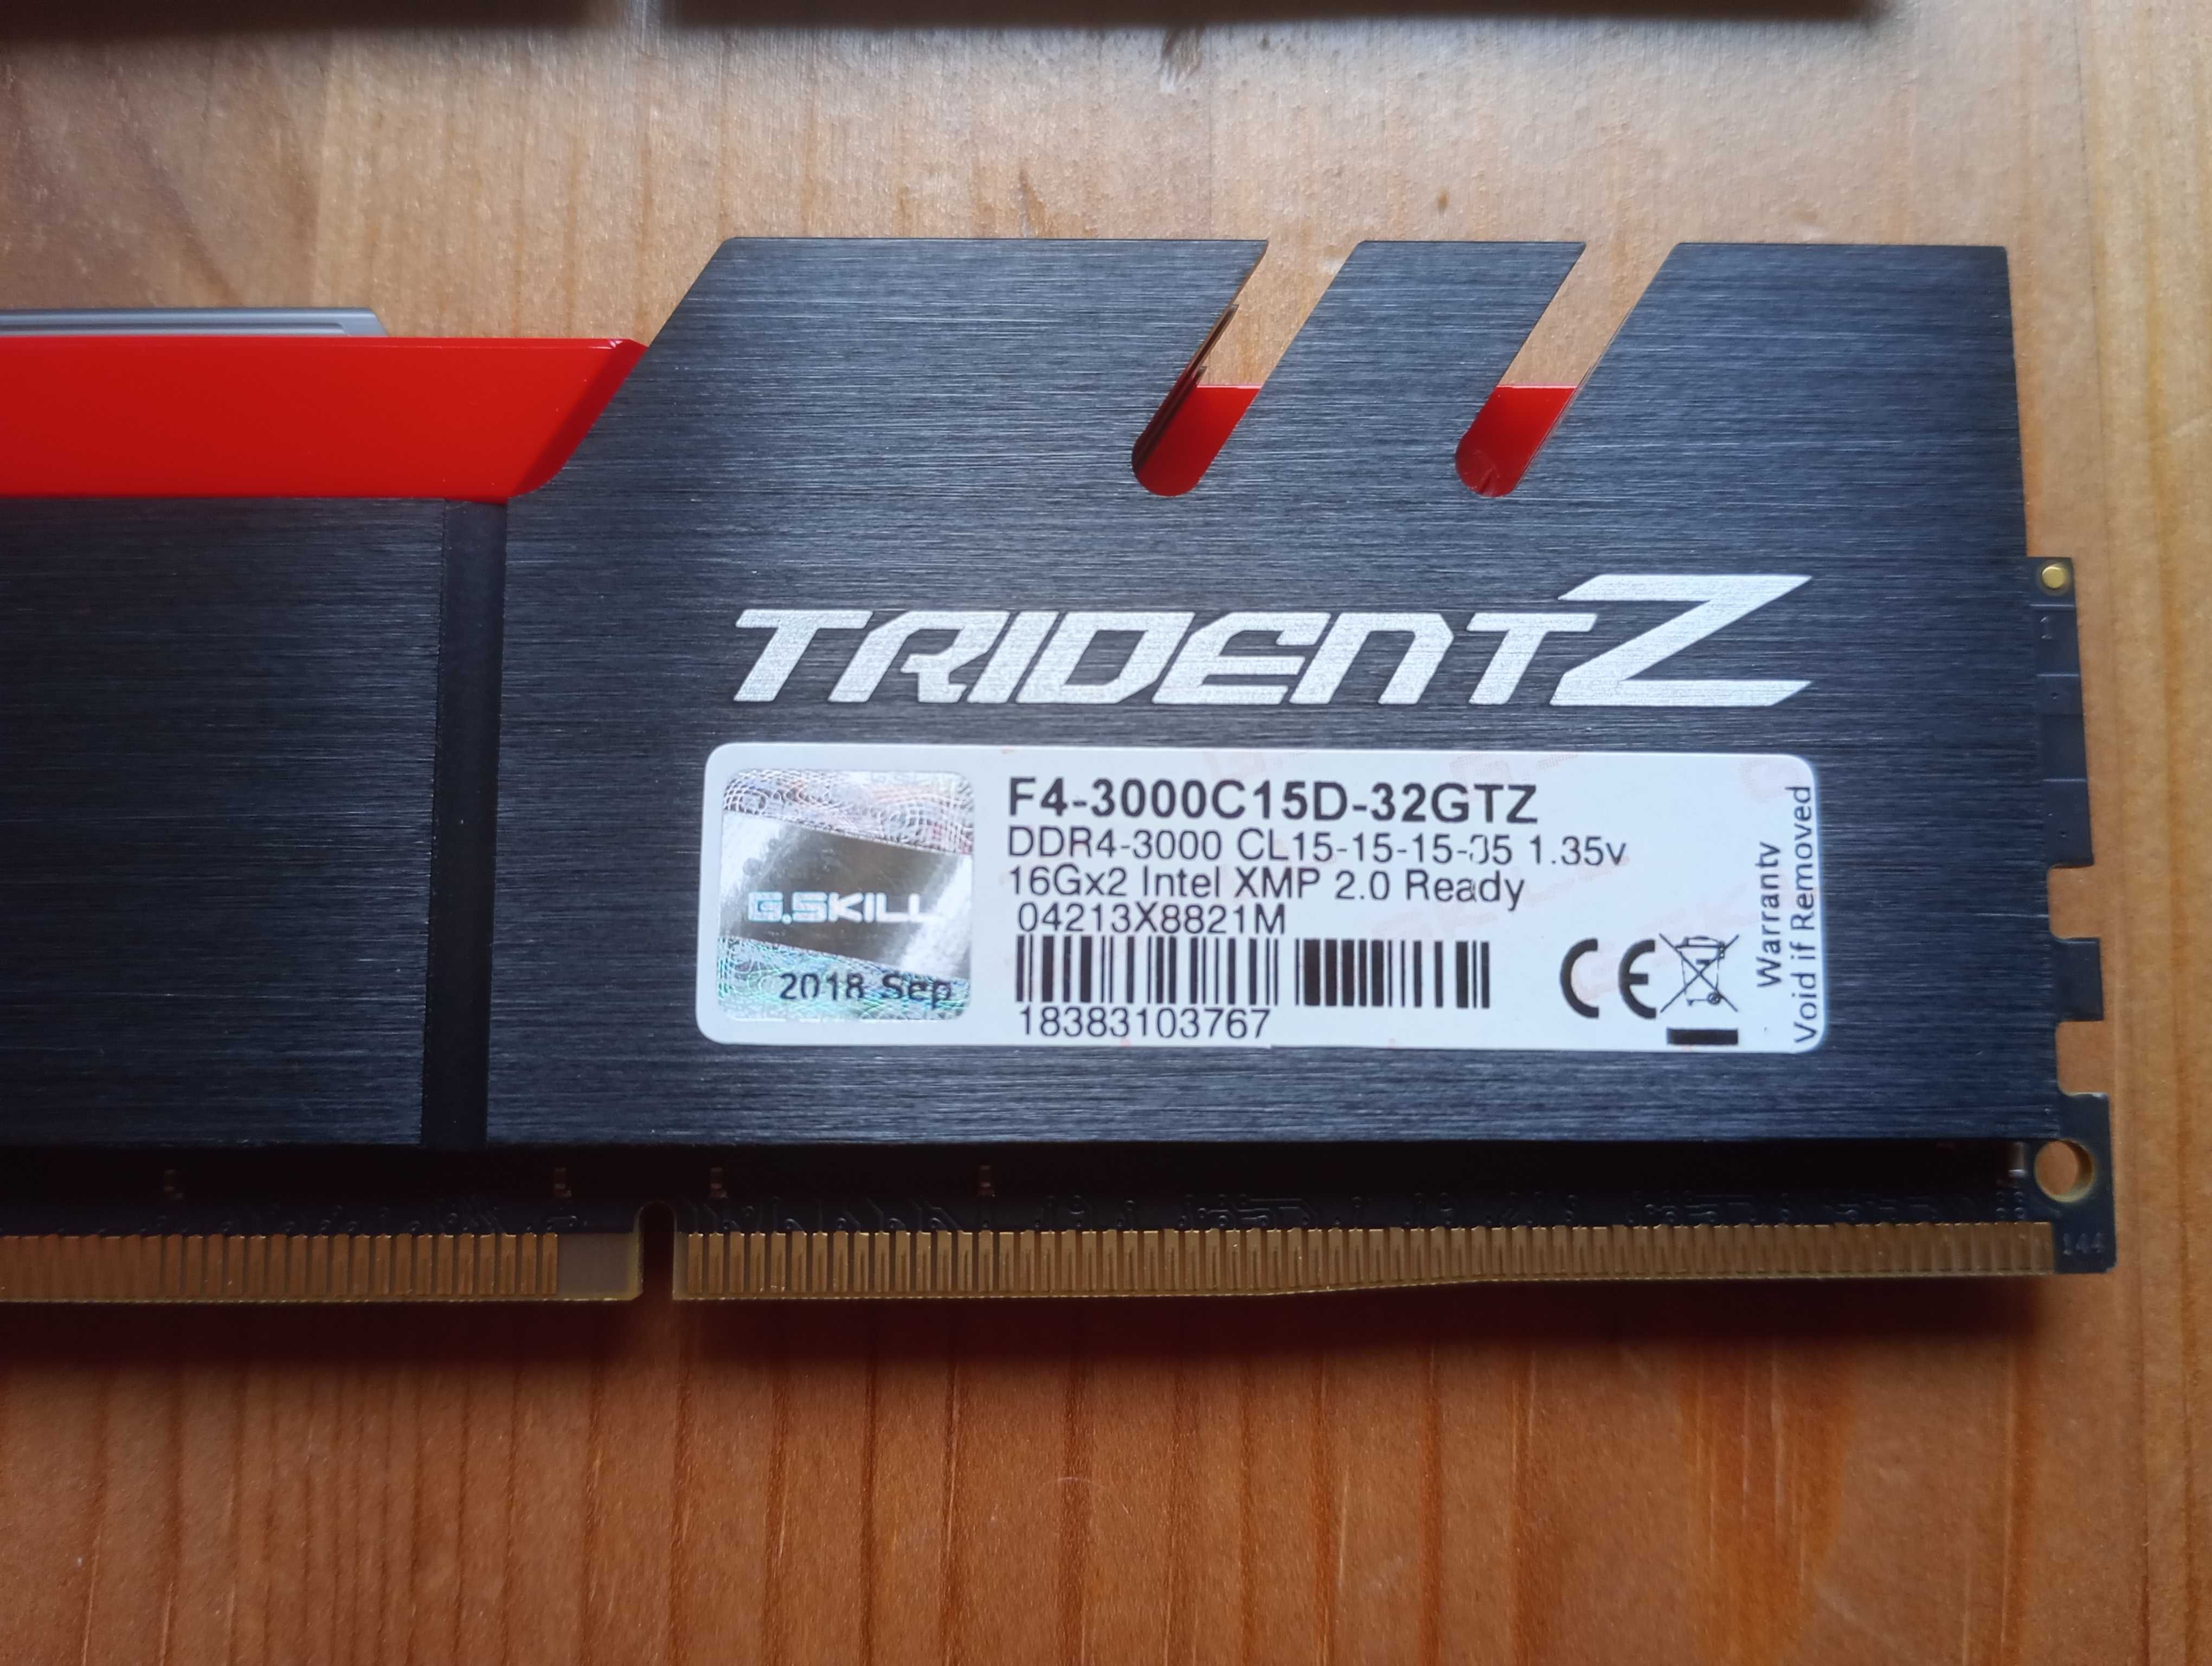 TRIDENTZ
G.SKILL
2018 Sep
F4-3000C15D-32GTZ
DDR4-3000 CL15-15-15-35 1.35v
16Gx2 Intel XMP 2.0 Ready
04213X8821M
18383103767
CE
Warranty
Void if Removed
144